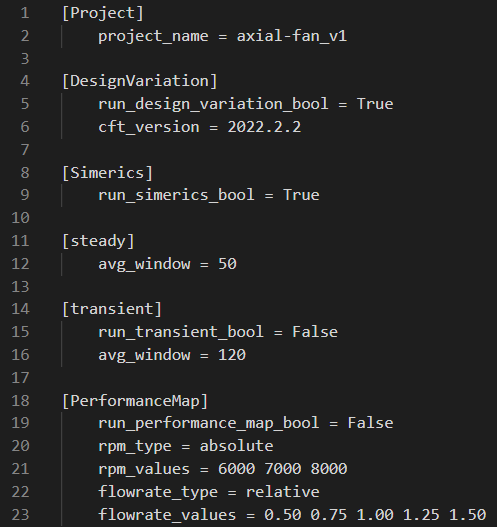 1 [Project]
2 project_name = axial-fan_v1
3
4 [DesignVariation]
5 run_design_variation_bool = True
6 cft_version = 2022.2.2
7
8 [Simerics]
9 run_simerics_bool = True
10
11 [steady]
12 avg_window = 50
13
14 [transient]
15 run_transient_bool = False
16 avg_window = 120
17
18 [PerformanceMap]
19 run_performance_map_bool = False
20 rpm_type = absolute
21 rpm_values = 6000 7000 8000
22 flowrate_type = relative
23 flowrate_values = 0.50 0.75 1.00 1.25 1.50